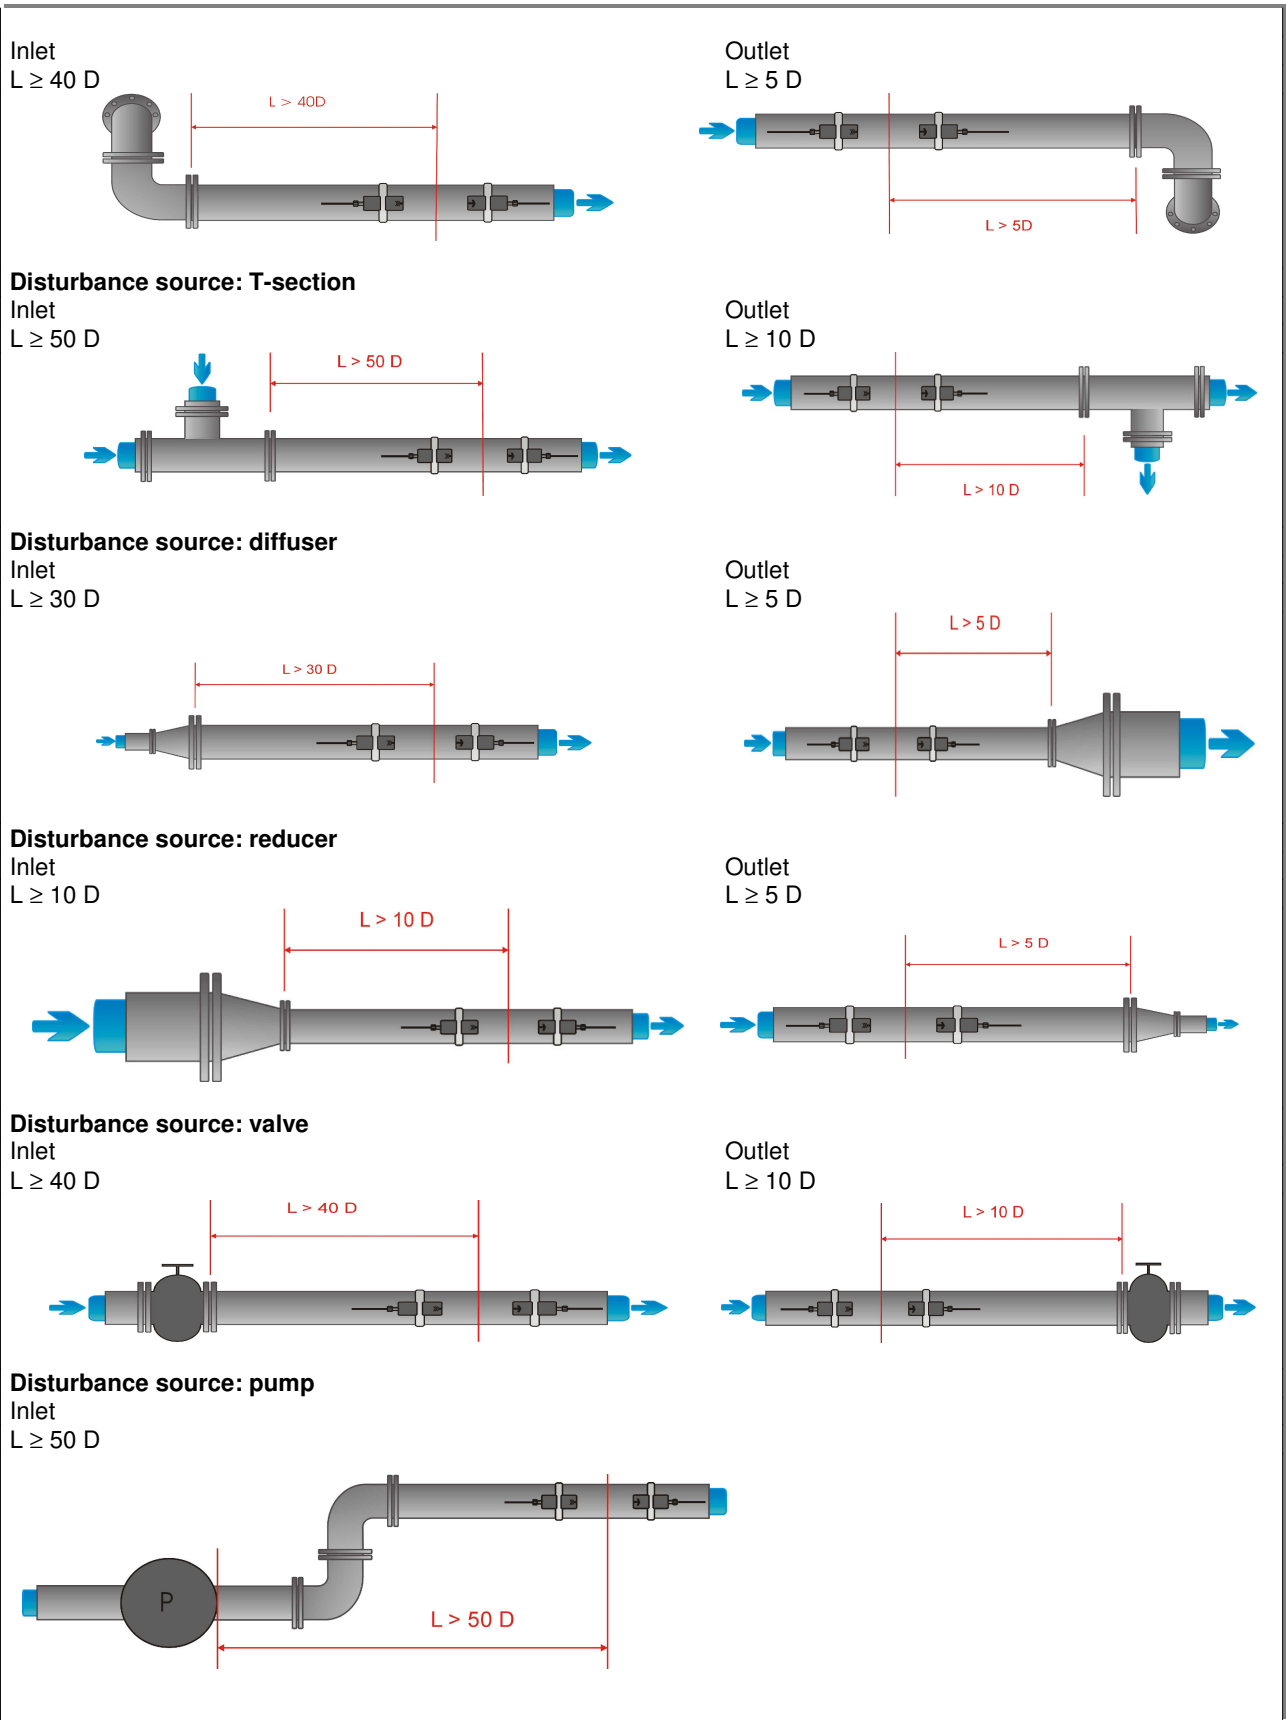 Inlet
L ≥ 40 D
L > 40D
Outlet
L ≥ 5 D
L > 5D
Disturbance source: T-section
Inlet
L ≥ 50 D
L > 50 D
Outlet
L ≥ 10 D
L > 10 D
Disturbance source: diffuser
Inlet
L ≥ 30 D
L > 30 D
Outlet
L ≥ 5 D
L > 5 D
Disturbance source: reducer
Inlet
L ≥ 10 D
L > 10 D
Outlet
L ≥ 5 D
L > 5 D
Disturbance source: valve
Inlet
L ≥ 40 D
L > 40 D
Outlet
L ≥ 10 D
L > 10 D
Disturbance source: pump
Inlet
L ≥ 50 D
P
L > 50 D